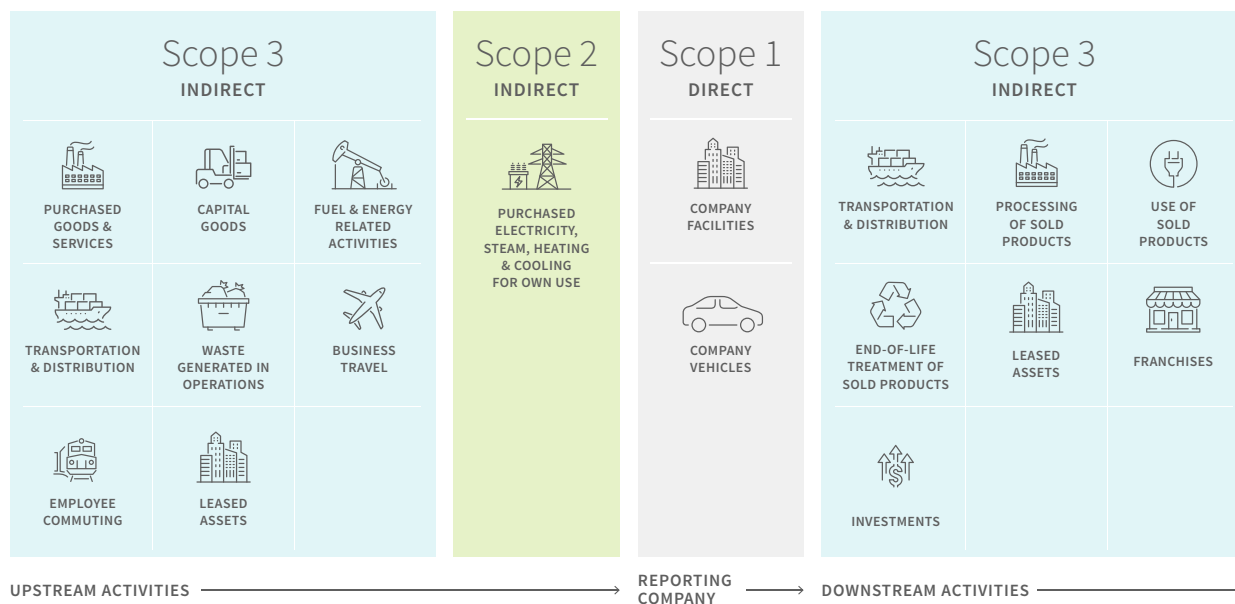 Scope 3
INDIRECT
PURCHASED
GOODS &
SERVICES
CAPITAL
GOODS
FUEL & ENERGY
RELATED
ACTIVITIES
TRANSPORTATION
& DISTRIBUTION
WASTE
GENERATED IN
OPERATIONS
BUSINESS
TRAVEL
EMPLOYEE
COMMUTING
LEASED
ASSETS
Scope 2
INDIRECT
PURCHASED
ELECTRICITY,
STEAM, HEATING
& COOLING
FOR OWN USE
Scope 1
DIRECT
COMPANY
FACILITIES
COMPANY
VEHICLES
Scope 3
INDIRECT
TRANSPORTATION
& DISTRIBUTION
PROCESSING
OF SOLD
PRODUCTS
USE OF
SOLD
PRODUCTS
END-OF-LIFE
TREATMENT OF
SOLD PRODUCTS
LEASED
ASSETS
FRANCHISES
$
INVESTMENTS
UPSTREAM ACTIVITIES
REPORTING
COMPANY
DOWNSTREAM ACTIVITIES